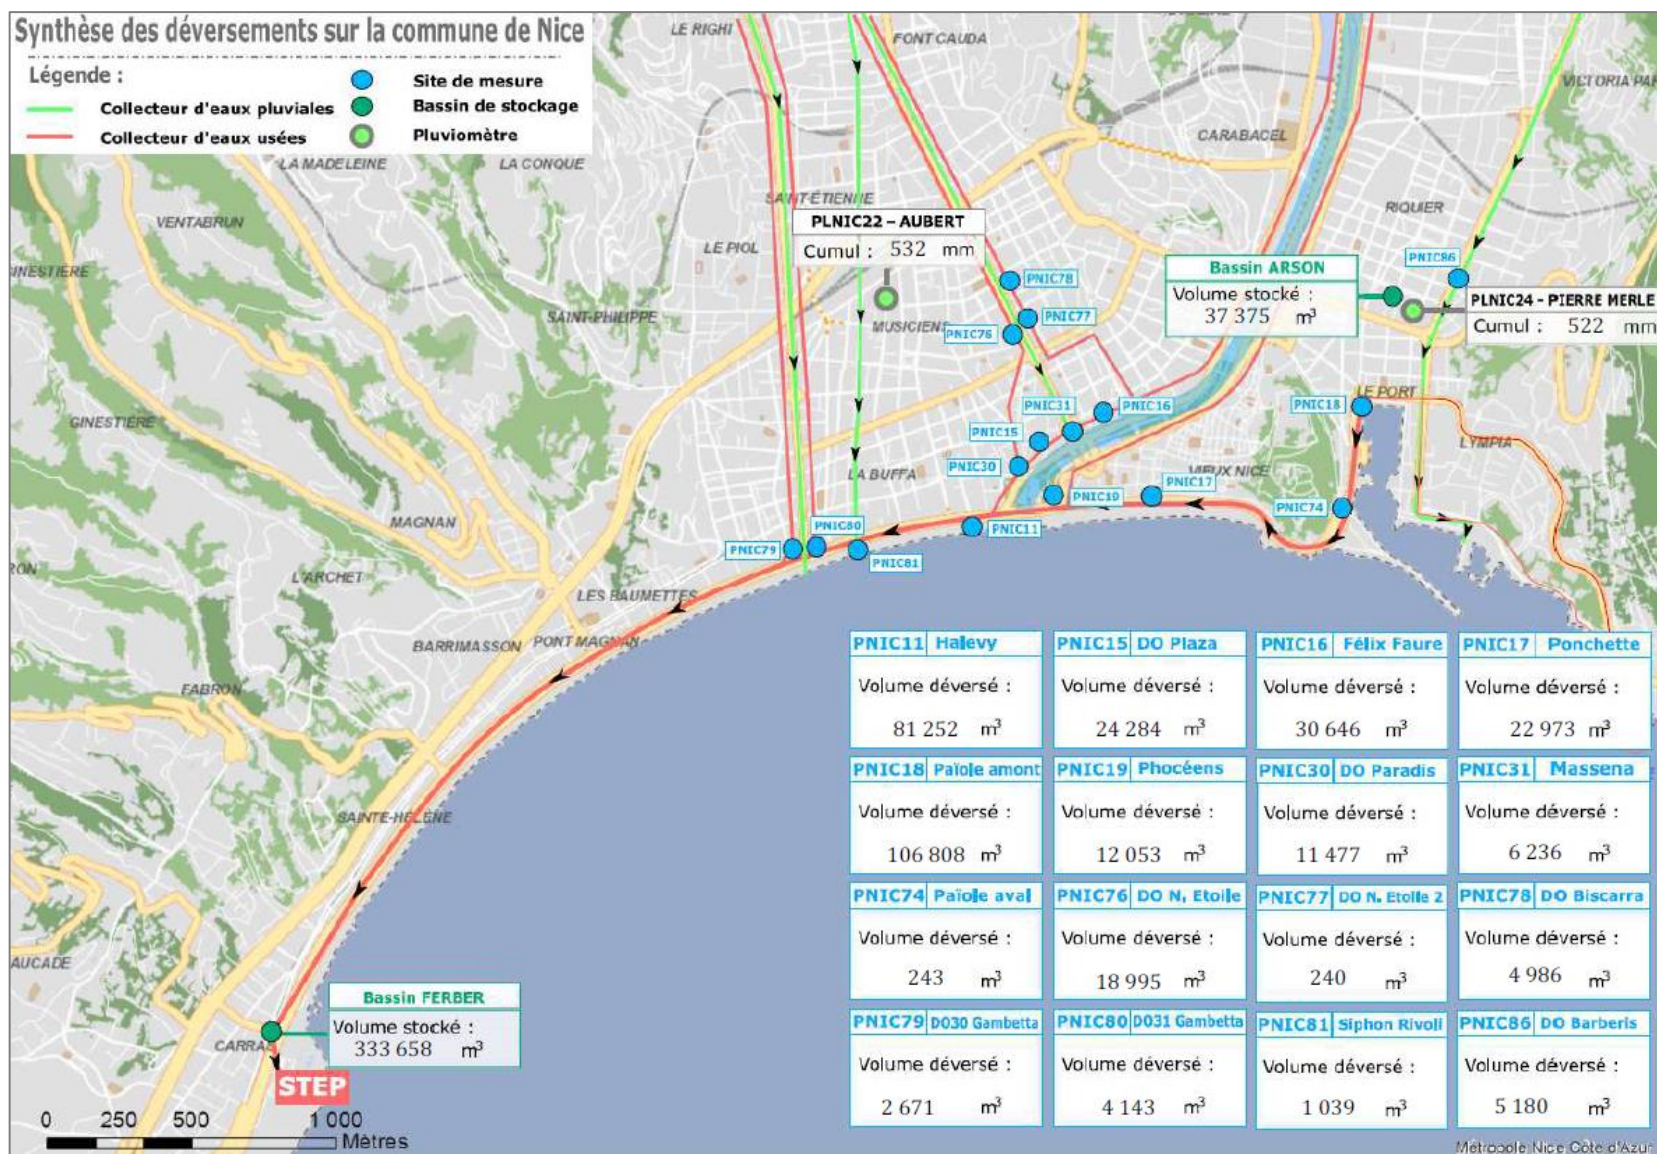 Synthèse des déversements sur la commune de Nice
Légende :
Collecteur d'eaux pluviales
Collecteur d'eaux usées
Site de mesure
Bassin de stockage
Pluviomètre
LE RIGHI
FONT CAUDA
VICTORIA PAR
CARABACEL
LA MADELEINE
LA CONQUE
SAINT-ÉTIENNE
RIQUIER
VENTABRUN
LE PIOL
PLNIC22 – AUBERT
Cumul : 532 mm
PNIC86
GINESTIÈRE
PNIC78
Bassin ARSON
Volume stocké :
37 375 m³
PLNIC24 - PIERRE MERLE
Cumul : 522 mm
SAINT-PHILIPPE
MUSICIENS
PNIC77
PNIC76
LE PORT
PNIC31
PNIC16
PNIC18
GINESTIÈRE
PNIC15
LYMPIA
PNIC30
LA BUFFA
VIEUX NICE
PNIC19
PNIC17
PNIC74
MAGNAN
PNIC80
PNIC11
PNIC79
PNIC81
L'ARCHET
LES BAUMETTES
BARRIMASSON
PONT MAGNAN
FABRON
SAINTE-HÉLÈNE
AUCADE
PNIC11 Halevy
Volume déversé :
81 252 m³
PNIC15 DO Plaza
Volume déversé :
24 284 m³
PNIC16 Félix Faure
Volume déversé :
30 646 m³
PNIC17 Ponchette
Volume déversé :
22 973 m³
PNIC18 Païole amont
Volume déversé :
106 808 m³
PNIC19 Phocéens
Volume déversé :
12 053 m³
PNIC30 DO Paradis
Volume déversé :
11 477 m³
PNIC31 Massena
Volume déversé :
6 236 m³
PNIC74 Païole aval
Volume déversé :
243 m³
PNIC76 DO N, Etoile
Volume déversé :
18 995 m³
PNIC77 DO N. Etoile 2
Volume déversé :
240 m³
PNIC78 DO Biscarra
Volume déversé :
4 986 m³
PNIC79 DO30 Gambetta
Volume déversé :
2 671 m³
PNIC80 DO31 Gambetta
Volume déversé :
4 143 m³
PNIC81 Siphon Rivoli
Volume déversé :
1 039 m³
PNIC86 DO Barberis
Volume déversé :
5 180 m³
Bassin FERBER
Volume stocké :
333 658 m³
CARRAS
STEP
0 250 500 1 000
Mètres
Métropole Nice Côte d'Azur